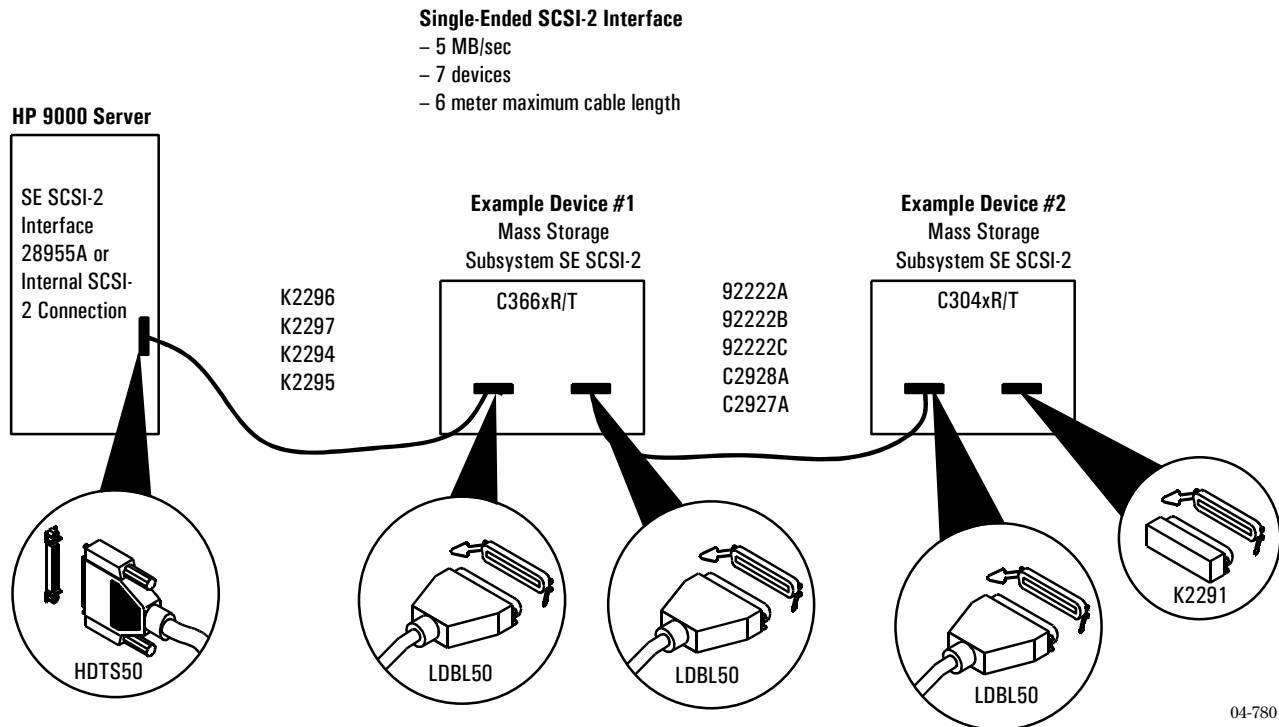 Single-Ended SCSI-2 Interface
– 5 MB/sec
– 7 devices
– 6 meter maximum cable length
HP 9000 Server
SE SCSI-2
Interface
28955A or
Internal SCSI-
2 Connection
K2296
K2297
K2294
K2295
Example Device #1
Mass Storage
Subsystem SE SCSI-2
C366xR/T
92222A
92222B
92222C
C2928A
C2927A
Example Device #2
Mass Storage
Subsystem SE SCSI-2
C304xR/T
HDTS50
LDBL50
LDBL50
LDBL50
K2291
04-780